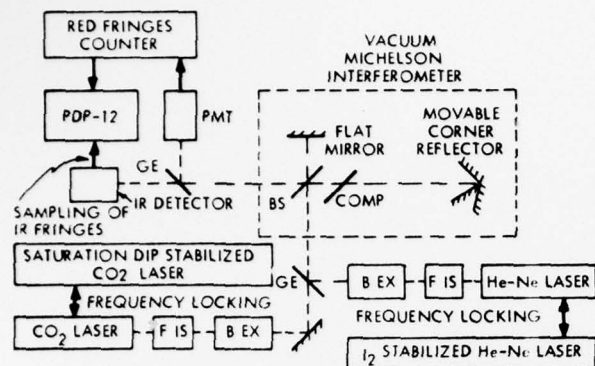 RED FRINGES
COUNTER
VACUUM
MICHELSON
INTERFEROMETER
PDP-12
PMT
FLAT
MIRROR
MOVABLE
CORNER
REFLECTOR
GE
IR DETECTOR
BS
COMP
SAMPLING OF
IR FRINGES
SATURATION DIP STABILIZED
CO2 LASER
GE
B EX
F IS
He-Ne LASER
FREQUENCY LOCKING
FREQUENCY LOCKING
CO2 LASER
F IS
B EX
I2 STABILIZED He-Ne LASER